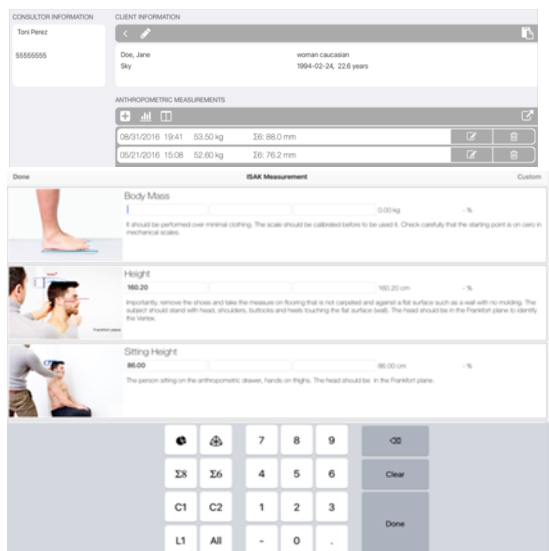 CONSULTOR INFORMATION
CLIENT INFORMATION
Toni Perez
55555555
Doe, Jane
woman caucasian
Sky
1994-02-24, 22.6 years
ANTHROPOMETRIC MEASUREMENTS
08/31/2016 19:41 53.50 kg Σ6: 88.0 mm
05/21/2016 15:08 52.60 kg Σ6: 76.2 mm
Done ISAK Measurement Custom
Body Mass
0.00 kg - %
It should be performed over minimal clothing. The scale should be calibrated before to be used it. Check carefully that the starting point is on zero in
mechanical scales.
Height
160.20 160.20 cm - %
Importantly, remove the shoes and take the measure on flooring that is not carpeted and against a flat surface such as a wall with no molding. The
subject should stand with head, shoulders, buttocks and heels touching the flat surface (wall). The head should be in the Frankfort plane to identify
the Vertex.
Frankfort plane
Sitting Height
86.00 86.00 cm - %
The person sitting on the anthropometric drawer, hands on thighs. The head should be in the Frankfort plane.
7 8 9
Σ8 Σ6 4 5 6 Clear
C1 C2 1 2 3
Done
L1 All - 0 .